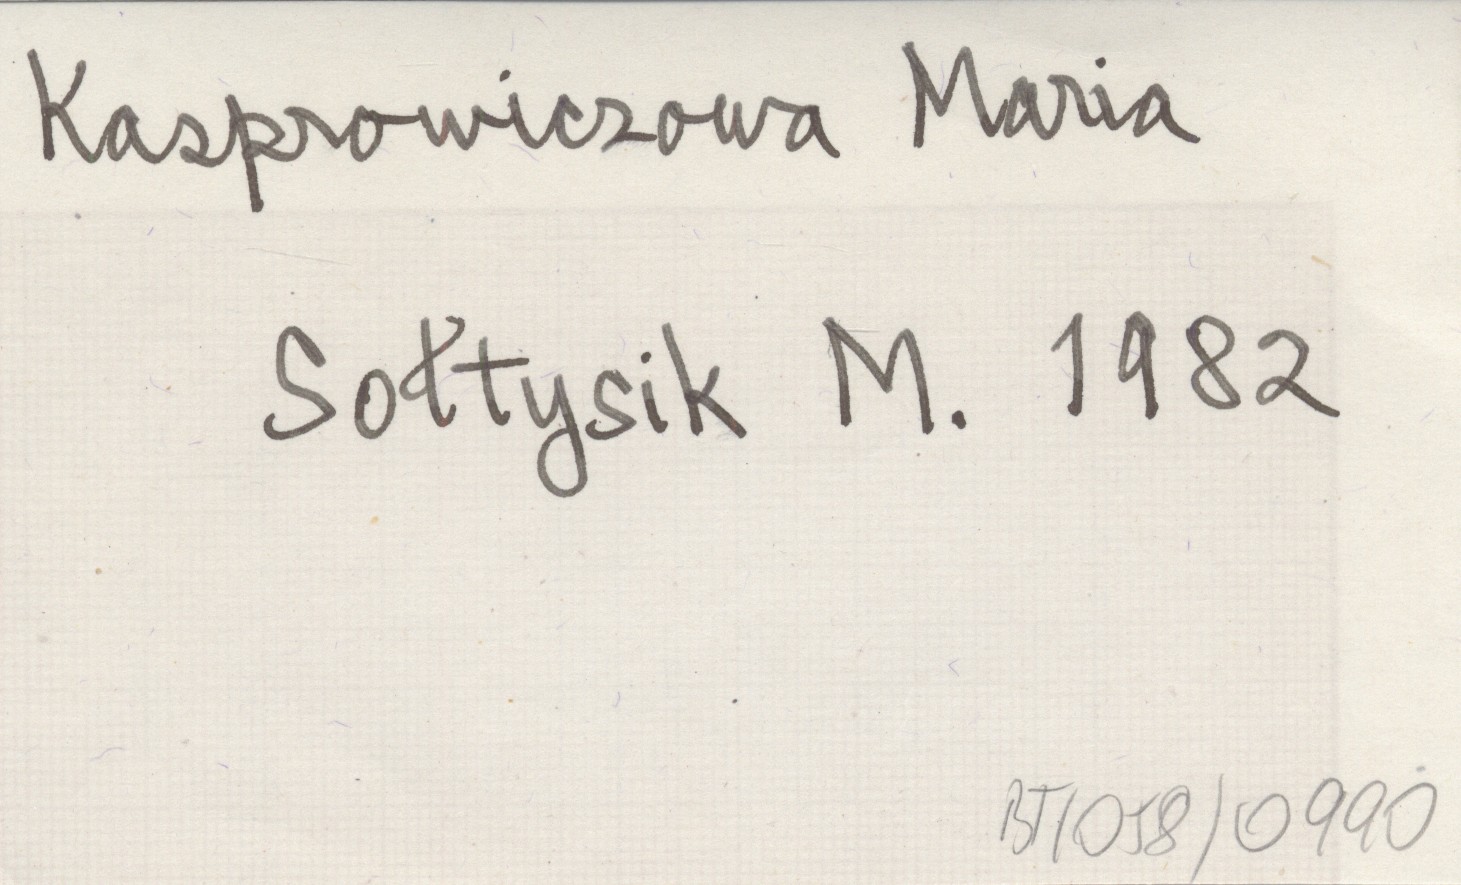 Kasprowiczowa Maria
Sołtysik M. 1982
BT/058/0990